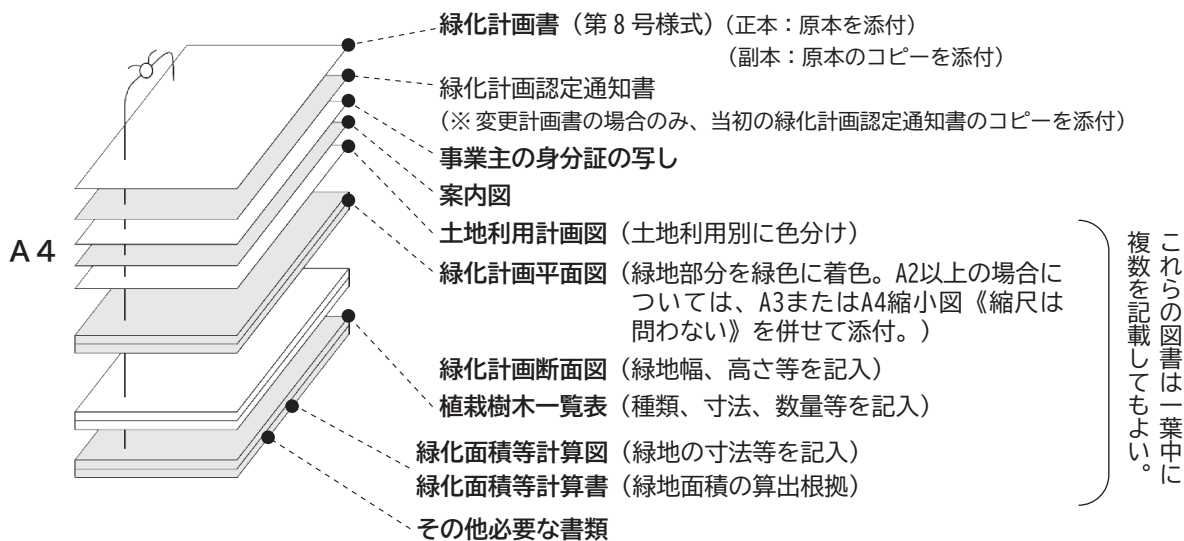 緑化計画書（第８号様式）（正本：原本を添付）
（副本：原本のコピーを添付）
緑化計画認定通知書
（※ 変更計画書の場合のみ、当初の緑化計画認定通知書のコピーを添付）
事業主の身分証の写し
案内図
土地利用計画図（土地利用別に色分け）
緑化計画平面図（緑地部分を緑色に着色。A2以上の場合に
ついては、A3またはA4縮小図《縮尺は
問わない》を併せて添付。）
緑化計画断面図（緑地幅、高さ等を記入）
植栽樹木一覧表（種類、寸法、数量等を記入）
緑化面積等計算図（緑地の寸法等を記入）
緑化面積等計算書（緑地面積の算出根拠）
その他必要な書類
これらの図書は一葉中に
複数を記載してもよい。
A4